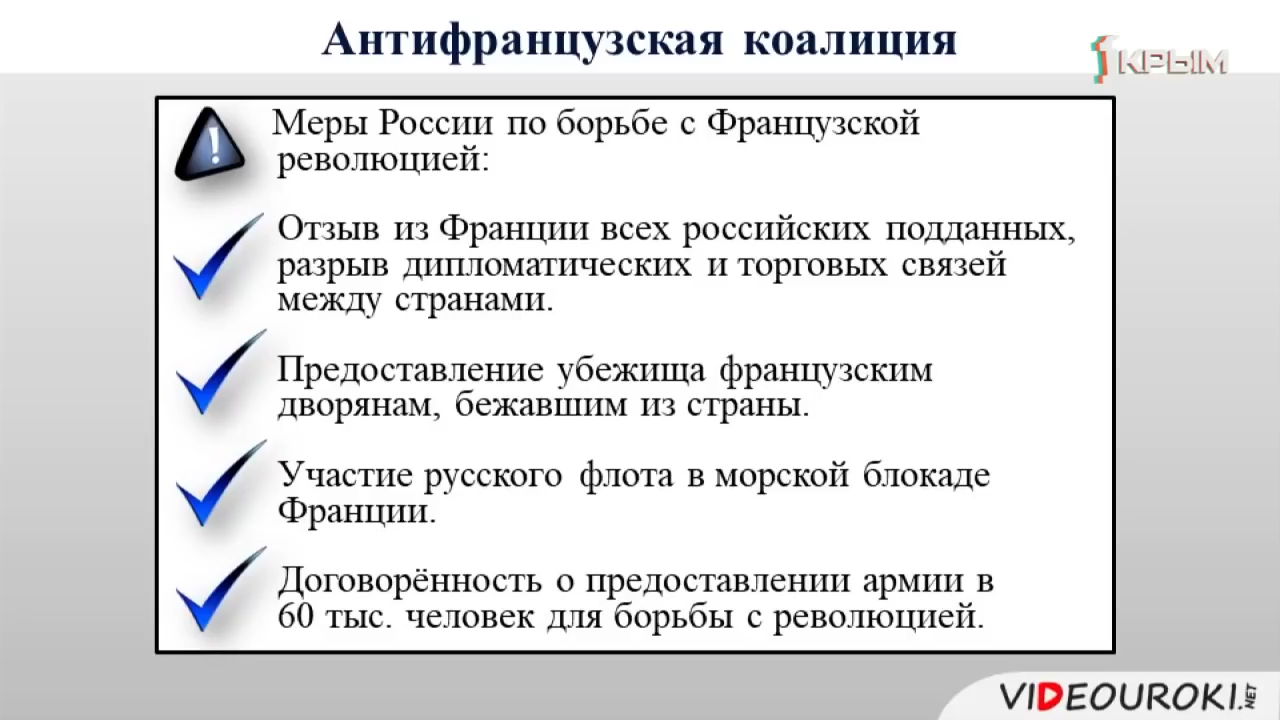 Антифранцузская коалиция
1 КРЫМ
Меры России по борьбе с Французской
революцией:
Отзыв из Франции всех российских подданных,
разрыв дипломатических и торговых связей
между странами.
Предоставление убежища французским
дворянам, бежавшим из страны.
Участие русского флота в морской блокаде
Франции.
Договорённость о предоставлении армии в
60 тыс. человек для борьбы с революцией.
VIDEOUROKI.NET